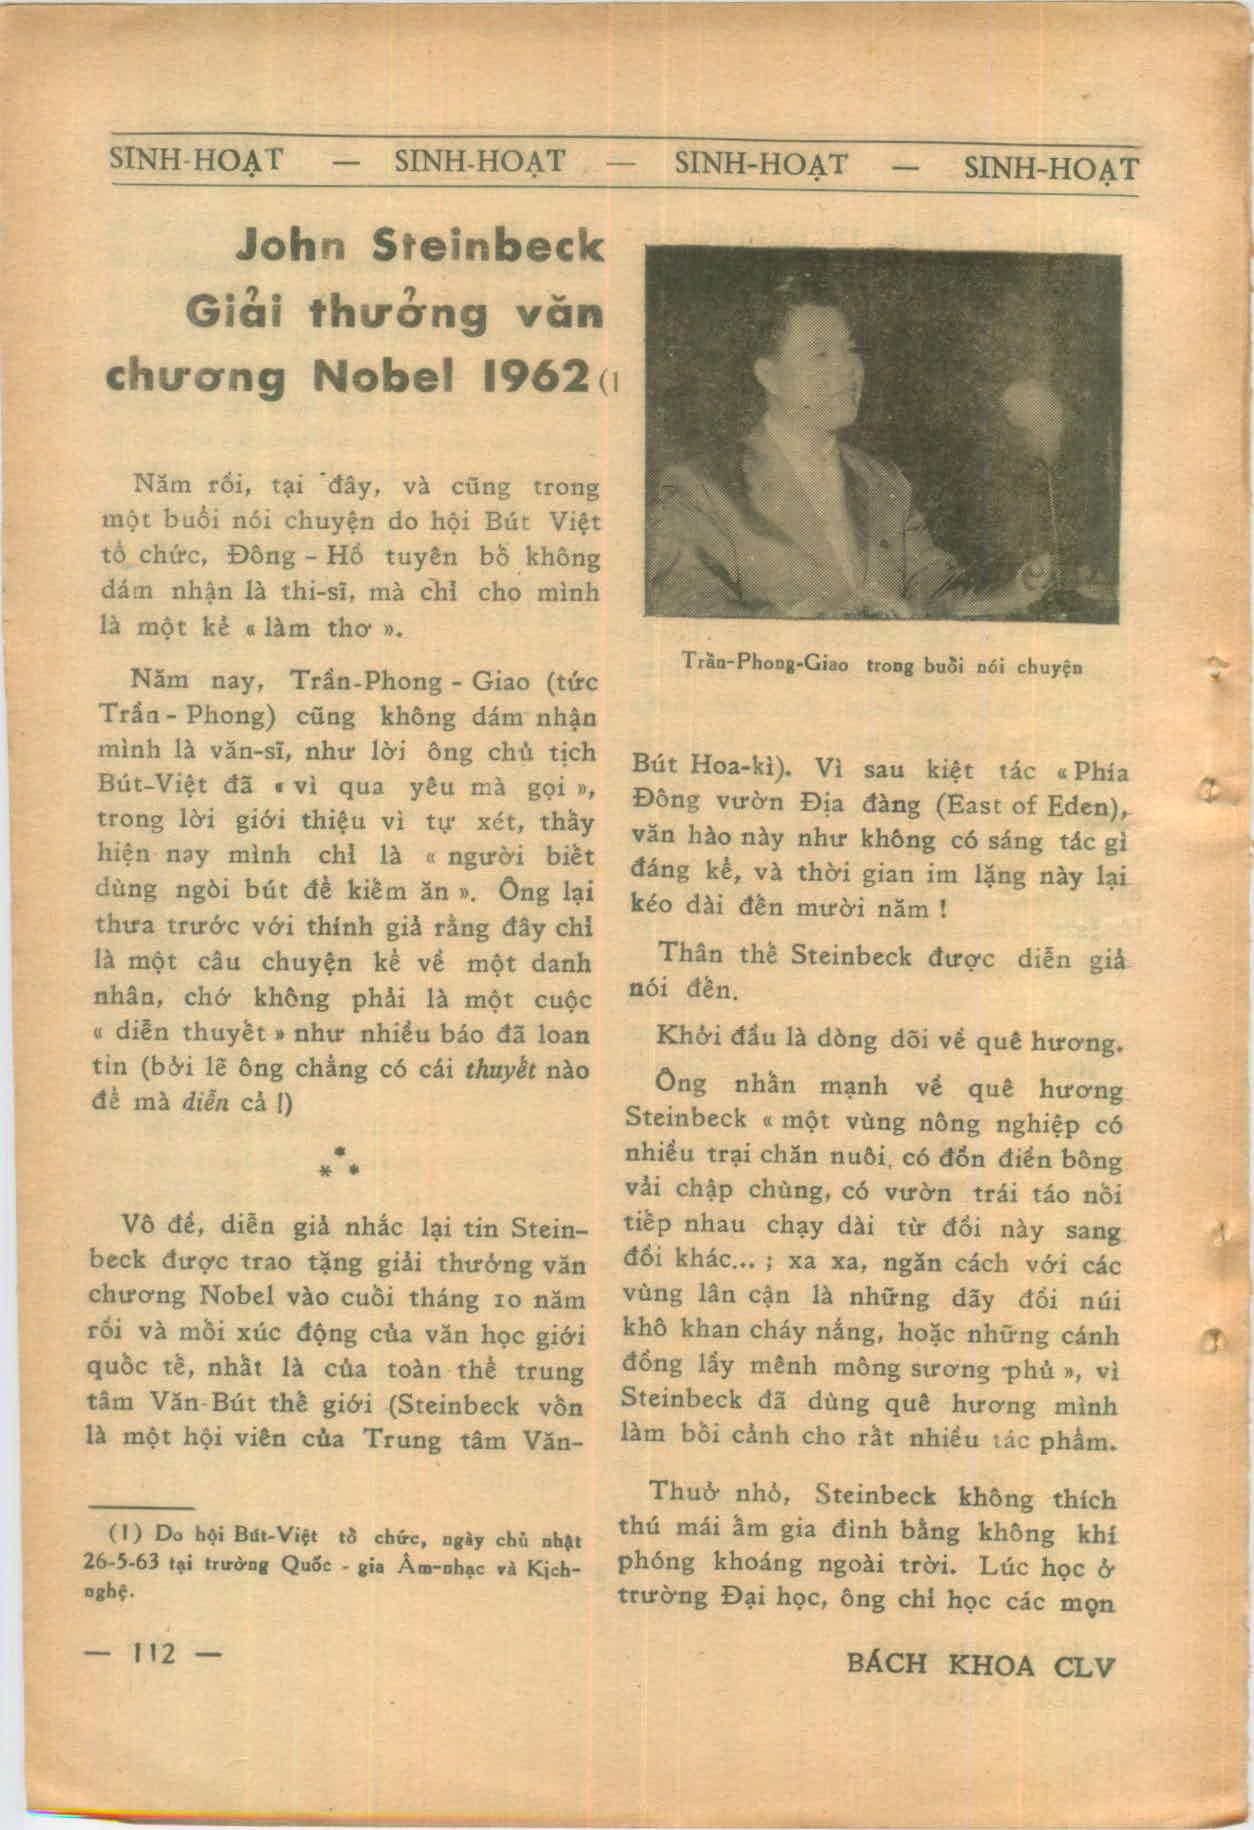 SINH-HOẠT — SINH-HOẠT — SINH-HOẠT — SINH-HOẠT
John Steinbeck
Giải thưởng văn
chương Nobel 1962 (1
Năm rồi, tại đây, và cũng trong
một buổi nói chuyện do hội Bút Việt
tổ chức, Đông - Hồ tuyên bố không
dám nhận là thi-sĩ, mà chỉ cho mình
là một kẻ « làm thơ ».
Năm nay, Trần-Phong - Giao (tức
Trần - Phong) cũng không dám nhận
mình là văn-sĩ, như lời ông chủ tịch
Bút-Việt đã « vì qua yêu mà gọi »,
trong lời giới thiệu vì tự xét, thấy
hiện nay mình chỉ là « người biết
dùng ngòi bút để kiếm ăn ». Ông lại
thưa trước với thính giả rằng đây chỉ
là một câu chuyện kể về một danh
nhân, chớ không phải là một cuộc
« diễn thuyết » như nhiều báo đã loan
tin (bởi lẽ ông chẳng có cái thuyết nào
để mà diễn cả !)
* * *
Vô đề, diễn giả nhắc lại tin Stein-
beck được trao tặng giải thưởng văn
chương Nobel vào cuối tháng 10 năm
rồi và mối xúc động của văn học giới
quốc tế, nhất là của toàn thể trung
tâm Văn-Bút thế giới (Steinbeck vốn
là một hội viên của Trung tâm Văn-
(1) Do hội Bút-Việt tổ chức, ngày chủ nhật
26-5-63 tại trường Quốc - gia Âm-nhạc và Kịch-
nghệ.
— 112 —
Trần-Phong-Giao trong buổi nói chuyện
Bút Hoa-kì). Vì sau kiệt tác « Phía
Đông vườn Địa đàng (East of Eden),
văn hào này như không có sáng tác gì
đáng kể, và thời gian im lặng này lại
kéo dài đến mười năm !
Thân thế Steinbeck được diễn giả
nói đến.
Khởi đầu là dòng dõi về quê hương.
Ông nhấn mạnh về quê hương
Steinbeck « một vùng nông nghiệp có
nhiều trại chăn nuôi, có đồn điền bông
vải chập chùng, có vườn trái táo nối
tiếp nhau chạy dài từ đồi này sang
đồi khác... ; xa xa, ngăn cách với các
vùng lân cận là những dãy đồi núi
khô khan cháy nắng, hoặc những cánh
đồng lầy mênh mông sương phủ », vì
Steinbeck đã dùng quê hương mình
làm bối cảnh cho rất nhiều tác phẩm.
Thuở nhỏ, Steinbeck không thích
thú mái ấm gia đình bằng không khí
phóng khoáng ngoài trời. Lúc học ở
trường Đại học, ông chỉ học các môn
BÁCH KHOA CLV